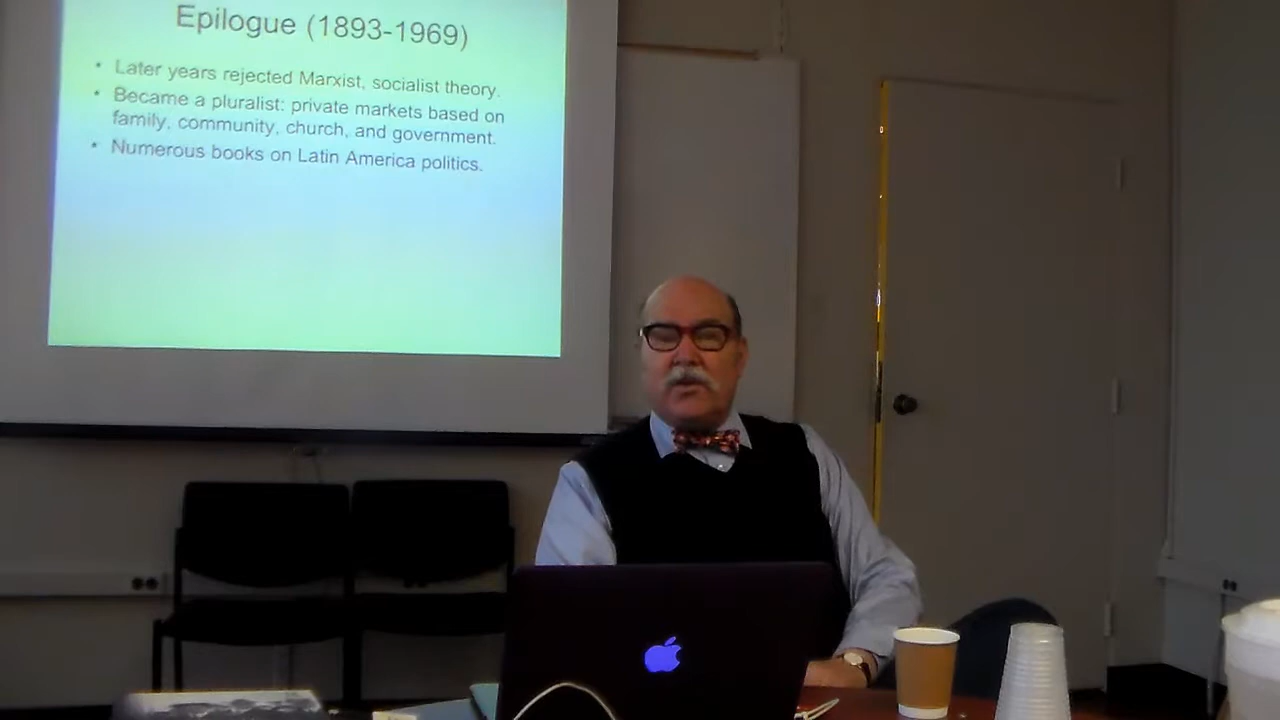 Epilogue (1893-1969)
• Later years rejected Marxist, socialist theory.
• Became a pluralist: private markets based on
family, community, church, and government.
• Numerous books on Latin America politics.